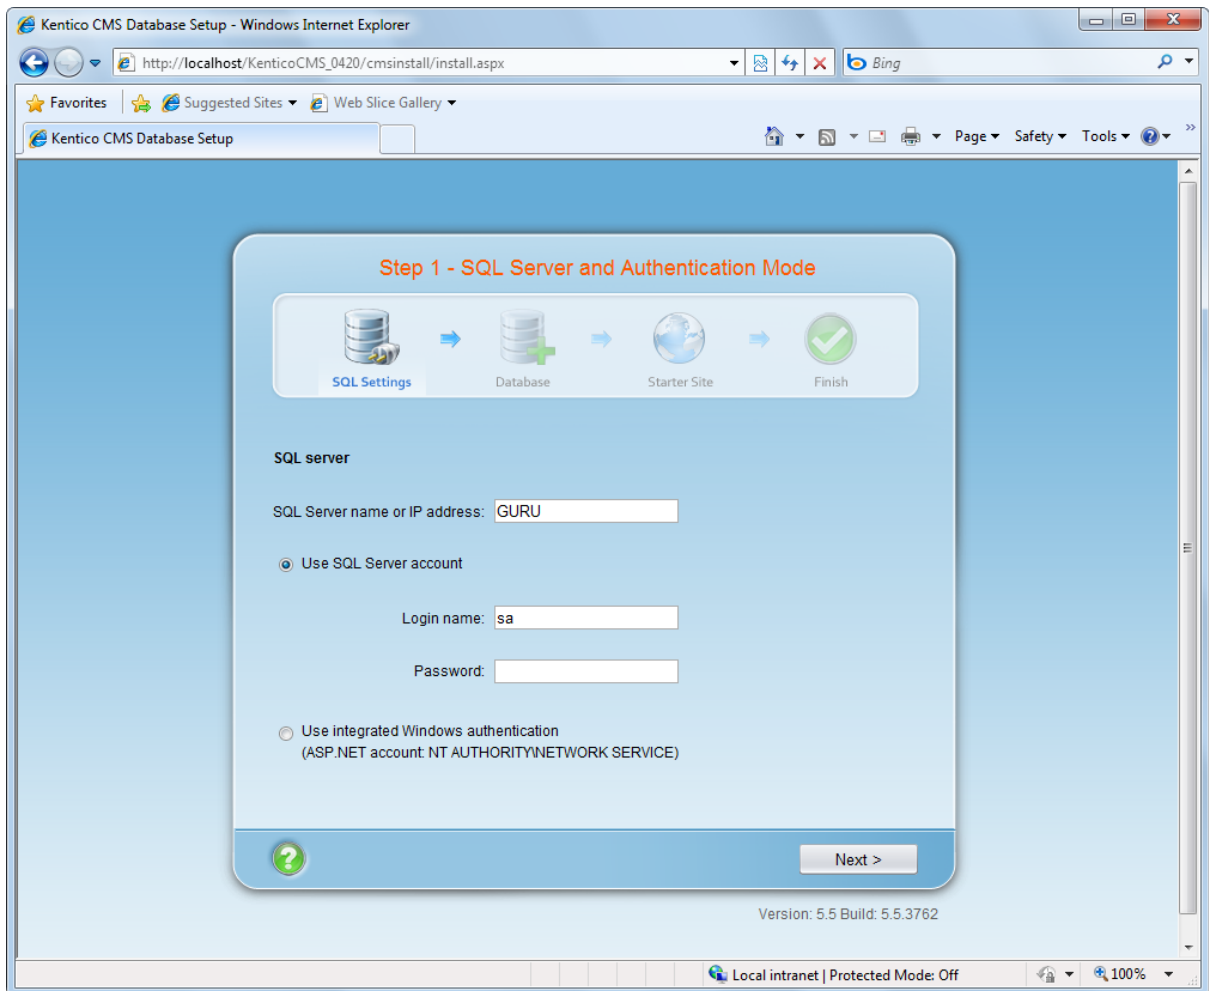 Kentico CMS Database Setup - Windows Internet Explorer
http://localhost/KenticoCMS_0420/cmsinstall/install.aspx
Bing
Favorites
Suggested Sites
Web Slice Gallery
Kentico CMS Database Setup
Page
Safety
Tools
Step 1 - SQL Server and Authentication Mode
SQL Settings
Database
Starter Site
Finish
SQL server
SQL Server name or IP address: GURU
Use SQL Server account
Login name: sa
Password:
Use integrated Windows authentication
(ASP.NET account: NT AUTHORITY\NETWORK SERVICE)
Next >
Version: 5.5 Build: 5.5.3762
Local intranet | Protected Mode: Off
100%